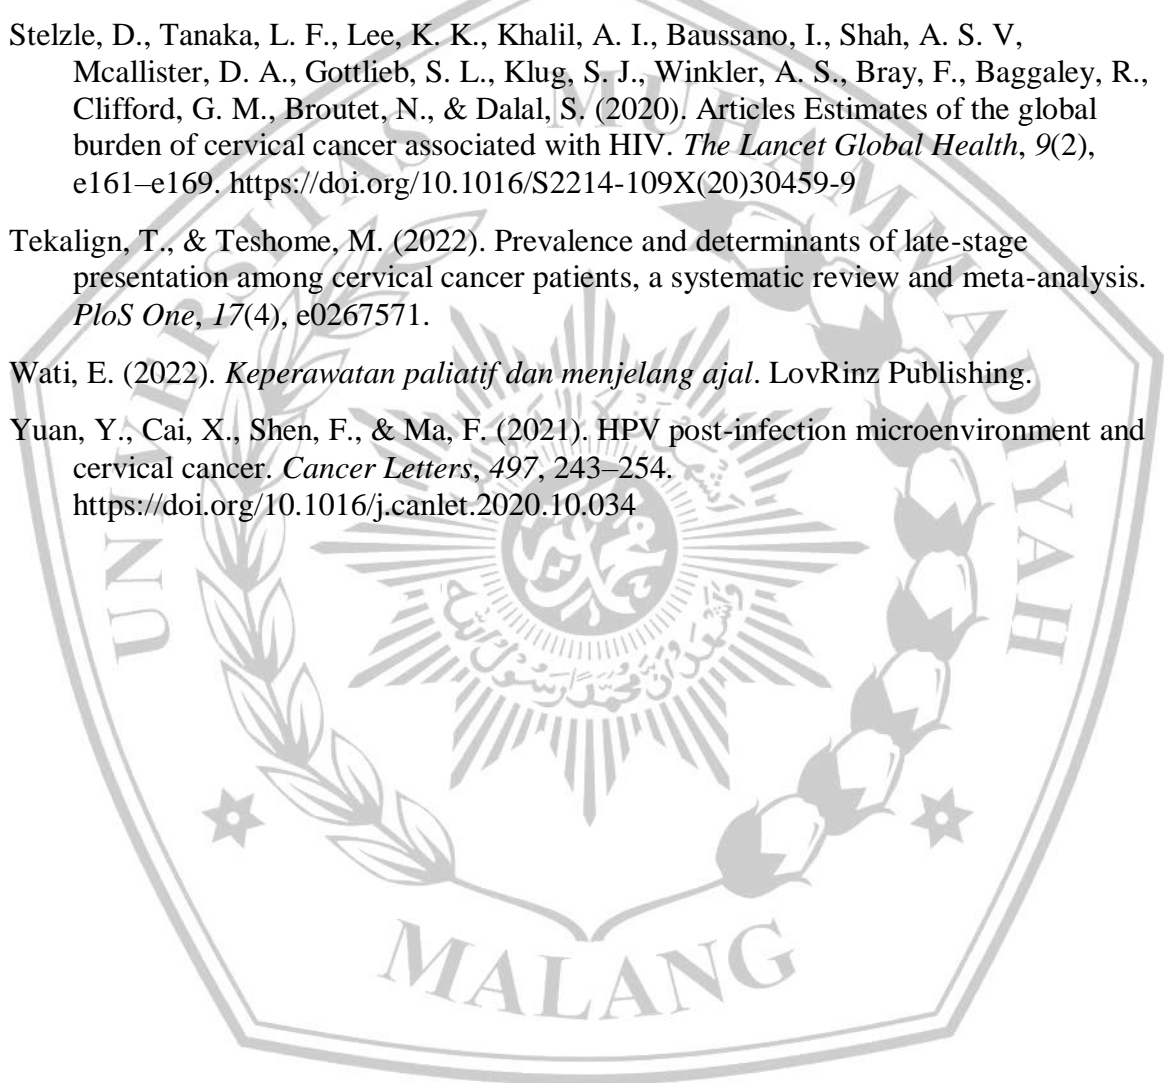 Stelzle, D., Tanaka, L. F., Lee, K. K., Khalil, A. I., Baussano, I., Shah, A. S. V,
Mcallister, D. A., Gottlieb, S. L., Klug, S. J., Winkler, A. S., Bray, F., Baggaley, R.,
Clifford, G. M., Broutet, N., & Dalal, S. (2020). Articles Estimates of the global
burden of cervical cancer associated with HIV. The Lancet Global Health, 9(2),
e161–e169. https://doi.org/10.1016/S2214-109X(20)30459-9
Tekalign, T., & Teshome, M. (2022). Prevalence and determinants of late-stage
presentation among cervical cancer patients, a systematic review and meta-analysis.
PloS One, 17(4), e0267571.
Wati, E. (2022). Keperawatan paliatif dan menjelang ajal. LovRinz Publishing.
Yuan, Y., Cai, X., Shen, F., & Ma, F. (2021). HPV post-infection microenvironment and
cervical cancer. Cancer Letters, 497, 243–254.
https://doi.org/10.1016/j.canlet.2020.10.034
UNIVERSITAS MUHAMMADIYAH
MALANG